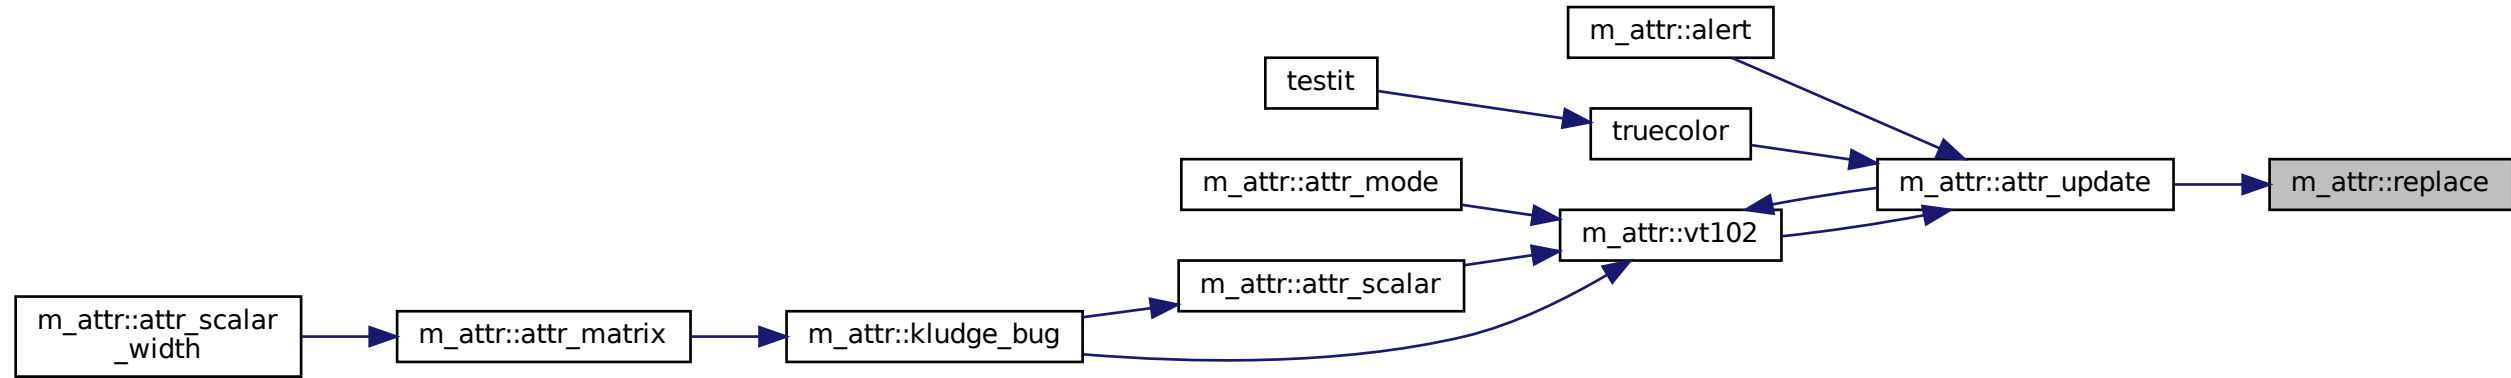 m_attr::alert
testit
truecolor
m_attr::attr_mode
m_attr::attr_update
m_attr::replace
m_attr::vt102
m_attr::attr_scalar
m_attr::attr_scalar
_width
m_attr::attr_matrix
m_attr::kludge_bug